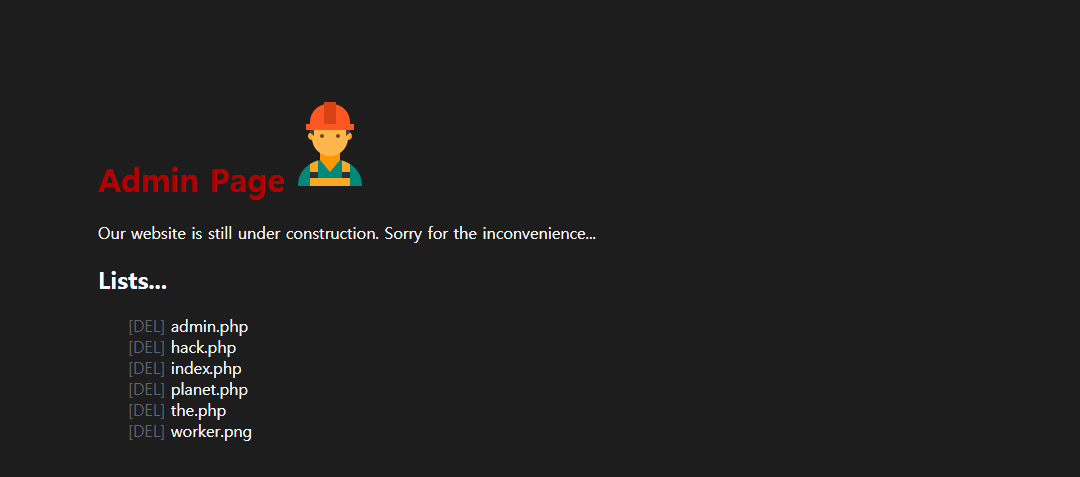 Admin Page
Our website is still under construction. Sorry for the inconvenience...
Lists...
[DEL] admin.php
[DEL] hack.php
[DEL] index.php
[DEL] planet.php
[DEL] the.php
[DEL] worker.png